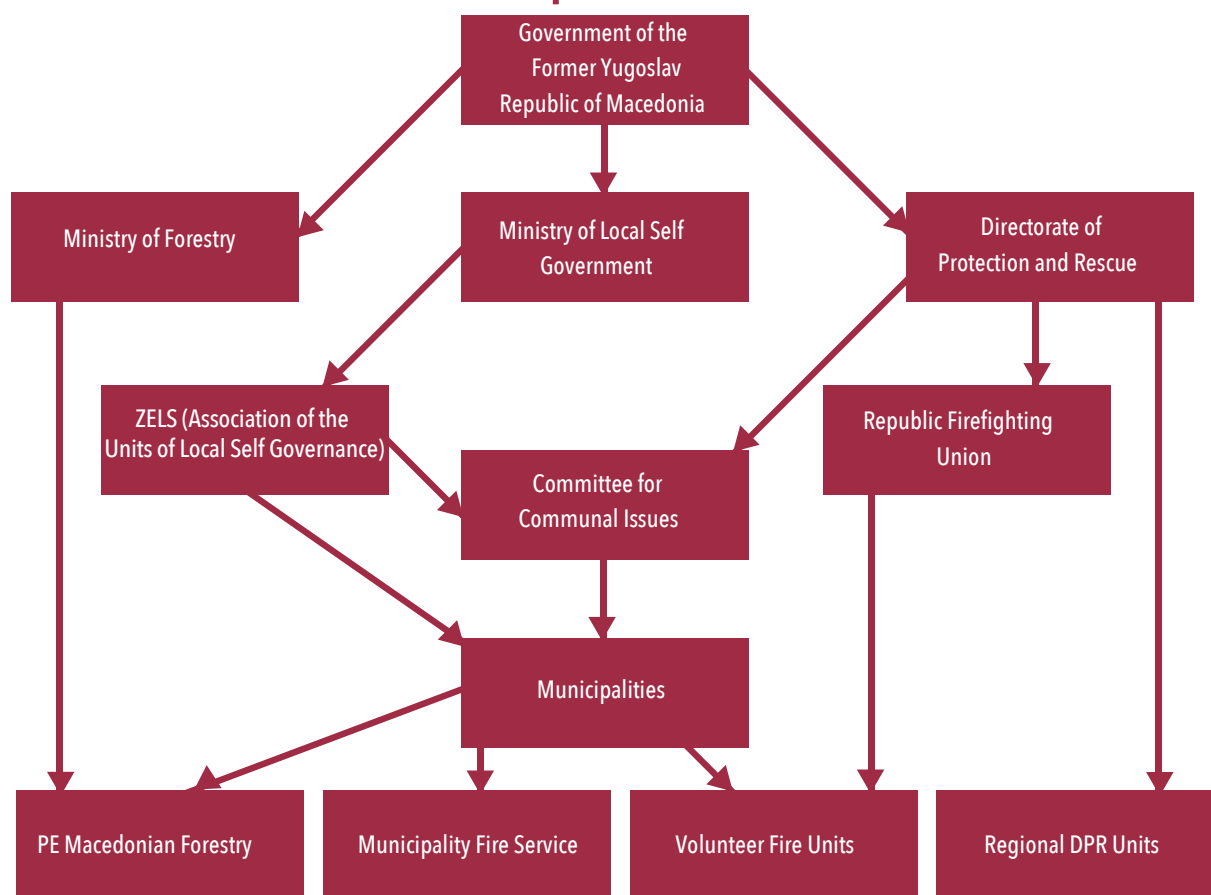 Government of the
Former Yugoslav
Republic of Macedonia
Ministry of Forestry
Ministry of Local Self
Government
Directorate of
Protection and Rescue
ZELS (Association of the
Units of Local Self Governance)
Republic Firefighting
Union
Committee for
Communal Issues
Municipalities
PE Macedonian Forestry
Municipality Fire Service
Volunteer Fire Units
Regional DPR Units